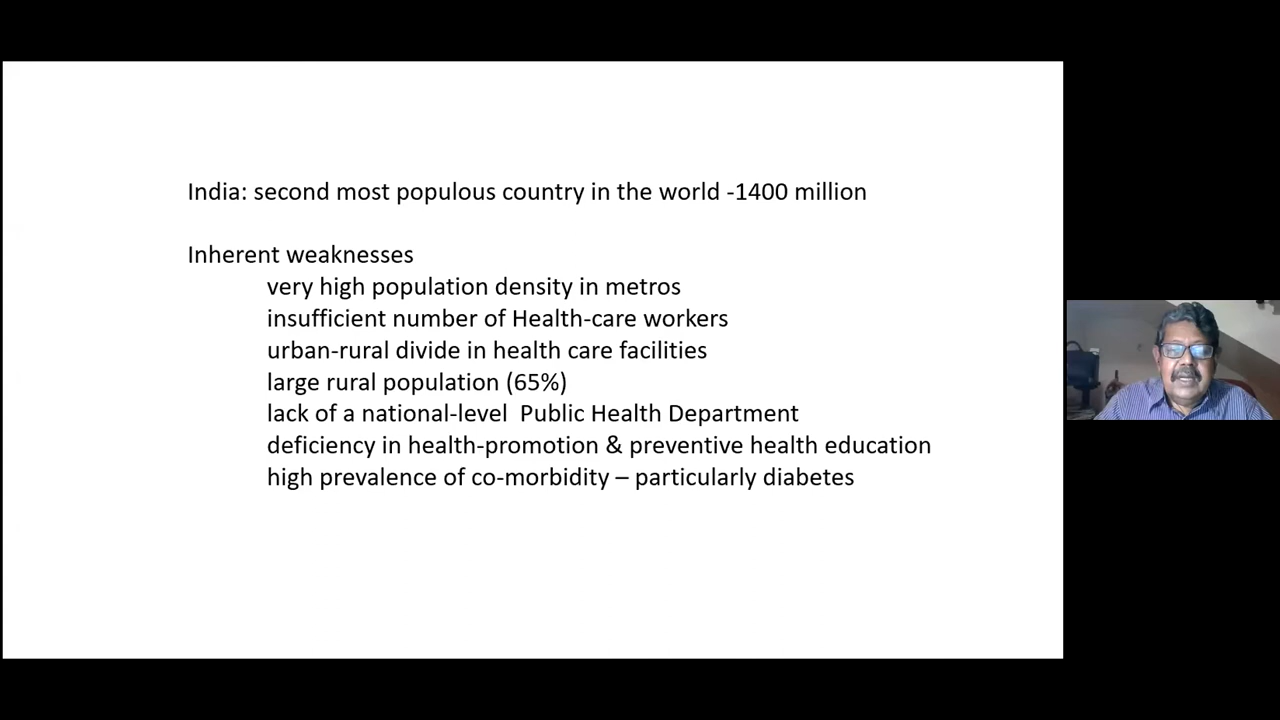 India: second most populous country in the world -1400 million
Inherent weaknesses
very high population density in metros
insufficient number of Health-care workers
urban-rural divide in health care facilities
large rural population (65%)
lack of a national-level  Public Health Department
deficiency in health-promotion & preventive health education
high prevalence of co-morbidity – particularly diabetes